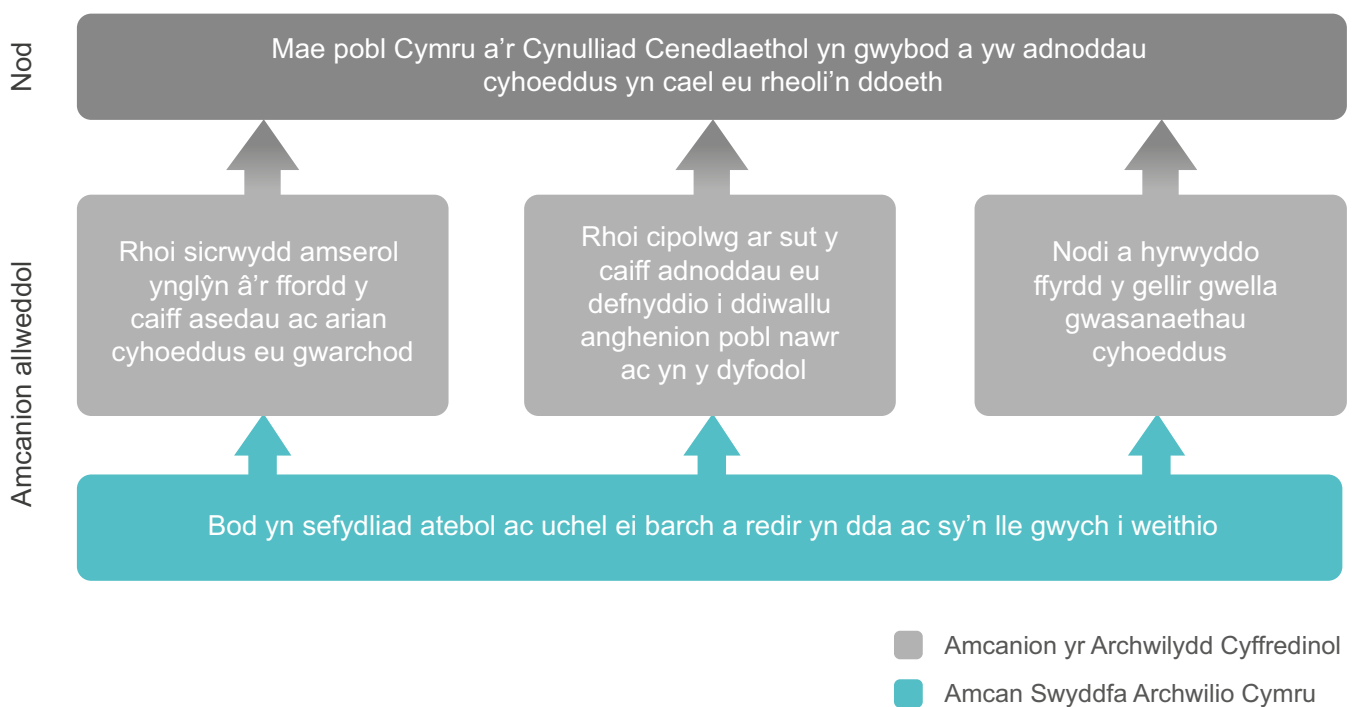 Nod
Mae pobl Cymru a'r Cynulliad Cenedlaethol yn gwybod a yw adnoddau
cyhoeddus yn cael eu rheoli'n ddoeth
Amcanion allweddol
Rhoi sicrwydd amserol
ynglŷn â'r ffordd y
caiff asedau ac arian
cyhoeddus eu gwarchod
Rhoi cipolwg ar sut y
caiff adnoddau eu
defnyddio i ddiwallu
anghenion pobl nawr
ac yn y dyfodol
Nodi a hyrwyddo
ffyrdd y gellir gwella
gwasanaethau
cyhoeddus
Bod yn sefydliad atebol ac uchel ei barch a redir yn dda ac sy'n lle gwych i weithio
Amcanion yr Archwilydd Cyffredinol
Amcan Swyddfa Archwilio Cymru